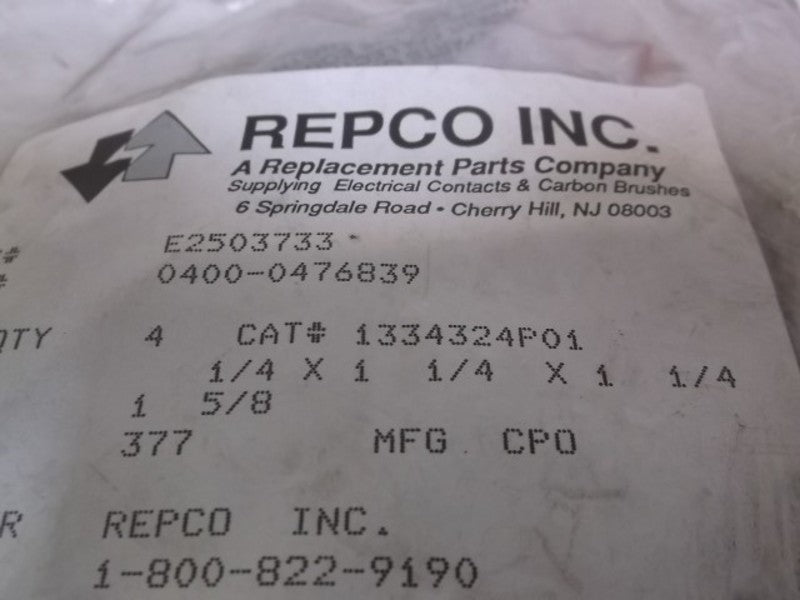 REPCO INC.
A Replacement Parts Company
Supplying Electrical Contacts & Carbon Brushes
6 Springdale Road • Cherry Hill, NJ 08003
# E2503733
# 0400-0476839
QTY 4 CAT# 1334324P01
1/4 X 1 1/4 X 1 1/4
1 5/8
377 MFG CPO
R REPCO INC.
1-800-822-9190